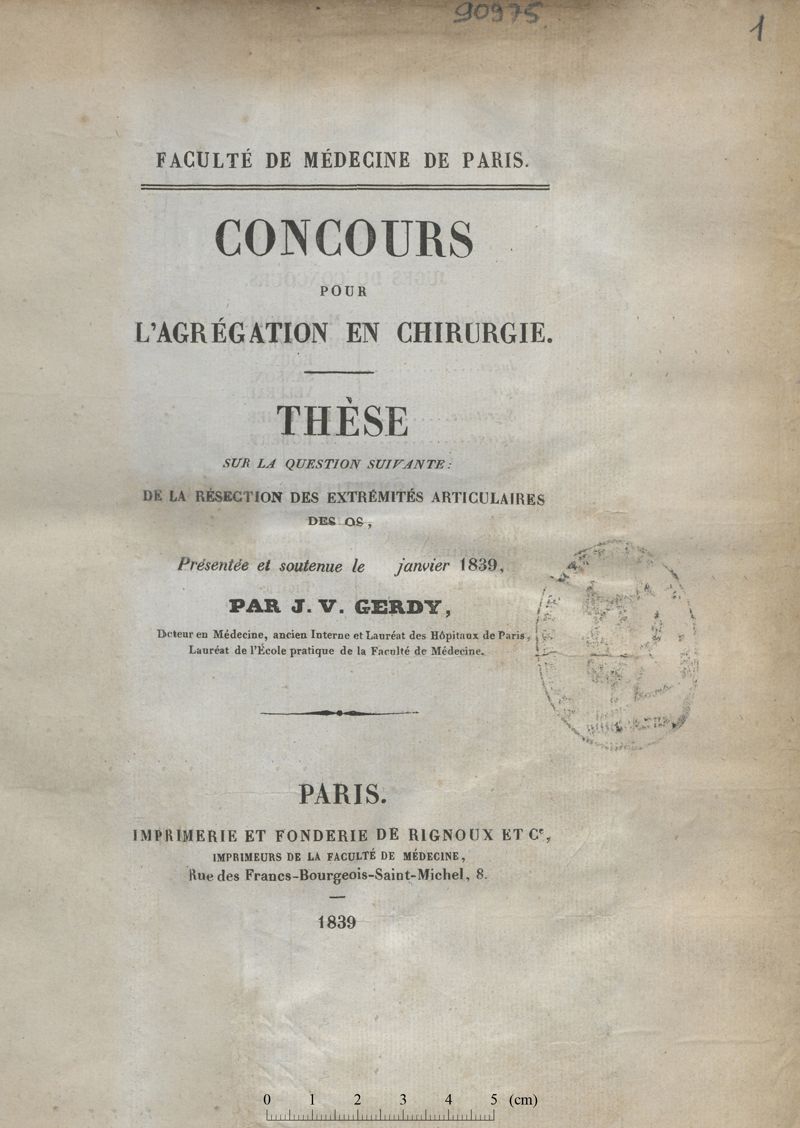 90975
1
FACULTÉ DE MÉDECINE DE PARIS.
CONCOURS
POUR
L'AGRÉGATION EN CHIRURGIE.
THÈSE
SUR LA QUESTION SUIVANTE:
DE LA RÉSECTION DES EXTRÉMITÉS ARTICULAIRES
DES OS,
Présentée et soutenue le janvier 1839,
PAR J. V. GERDY,
Docteur en Médecine, ancien Interne et Lauréat des Hôpitaux de Paris,
Lauréat de l'École pratique de la Faculté de Médecine.
PARIS.
IMPRIMERIE ET FONDERIE DE RIGNOUX ET Cᵉ,
IMPRIMEURS DE LA FACULTÉ DE MÉDECINE,
Rue des Francs-Bourgeois-Saint-Michel, 8.
1839
0 1 2 3 4 5 (cm)